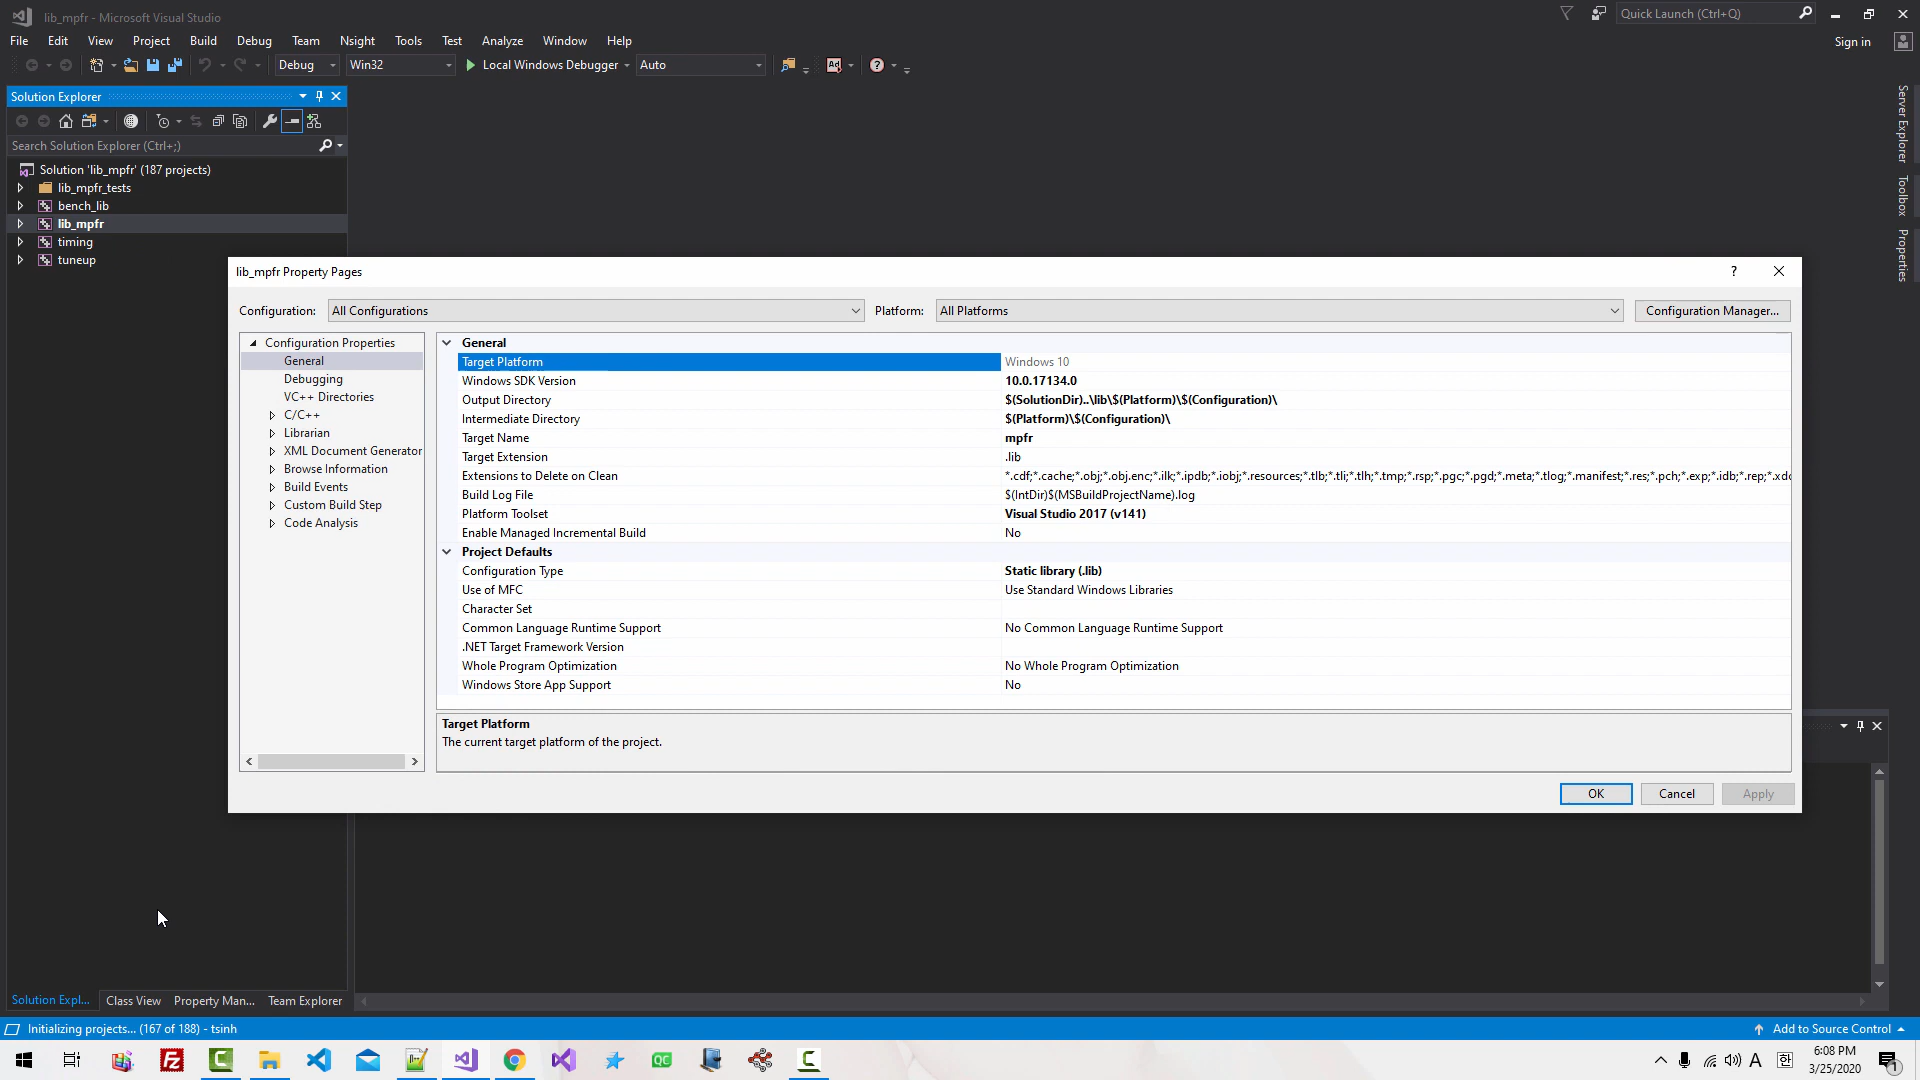 lib_mpfr - Microsoft Visual Studio
Quick Launch (Ctrl+Q)
File Edit View Project Build Debug Team Nsight Tools Test Analyze Window Help
Sign in
Debug Win32 Local Windows Debugger Auto
Solution Explorer
Search Solution Explorer (Ctrl+;)
Solution 'lib_mpfr' (187 projects)
lib_mpfr_tests
bench_lib
lib_mpfr
timing
tuneup
Server Explorer
Toolbox
Properties
lib_mpfr Property Pages
?
Configuration: All Configurations Platform: All Platforms Configuration Manager...
Configuration Properties
General
Debugging
VC++ Directories
C/C++
Librarian
XML Document Generator
Browse Information
Build Events
Custom Build Step
Code Analysis
General
Target Platform Windows 10
Windows SDK Version 10.0.17134.0
Output Directory $(SolutionDir)..\lib\$(Platform)\$(Configuration)\
Intermediate Directory $(Platform)\$(Configuration)\
Target Name mpfr
Target Extension .lib
Extensions to Delete on Clean *.cdf;*.cache;*.obj;*.obj.enc;*.ilk;*.ipdb;*.iobj;*.resources;*.tlb;*.tli;*.tlh;*.tmp;*.rsp;*.pgc;*.pgd;*.meta;*.tlog;*.manifest;*.res;*.pch;*.exp;*.idb;*.rep;*.xdc
Build Log File $(IntDir)$(MSBuildProjectName).log
Platform Toolset Visual Studio 2017 (v141)
Enable Managed Incremental Build No
Project Defaults
Configuration Type Static library (.lib)
Use of MFC Use Standard Windows Libraries
Character Set
Common Language Runtime Support No Common Language Runtime Support
.NET Target Framework Version
Whole Program Optimization No Whole Program Optimization
Windows Store App Support No
Target Platform
The current target platform of the project.
OK Cancel Apply
Solution Expl... Class View Property Man... Team Explorer
Initializing projects... (167 of 188) - tsinh
Add to Source Control
A 한 6:08 PM
3/25/2020
1